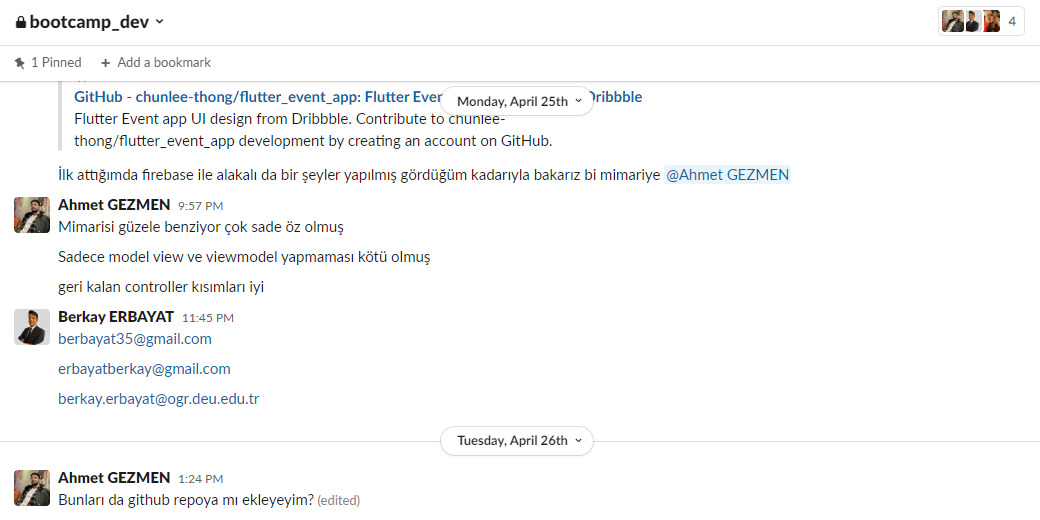 bootcamp_dev
4
1 Pinned
+ Add a bookmark
Monday, April 25th
GitHub - chunlee-thong/flutter_event_app: Flutter Ever Dribbble
Flutter Event app UI design from Dribbble. Contribute to chunlee-
thong/flutter_event_app development by creating an account on GitHub.
İlk attığımda firebase ile alakalı da bir şeyler yapılmış gördüğüm kadarıyla bakarız bi mimariye @Ahmet GEZMEN
Ahmet GEZMEN 9:57 PM
Mimarisi güzele benziyor çok sade öz olmuş
Sadece model view ve viewmodel yapmaması kötü olmuş
geri kalan controller kısımları iyi
Berkay ERBAYAT 11:45 PM
berbayat35@gmail.com
erbayatberkay@gmail.com
berkay.erbayat@ogr.deu.edu.tr
Tuesday, April 26th
Ahmet GEZMEN 1:24 PM
Bunları da github repoya mı ekleyeyim? (edited)